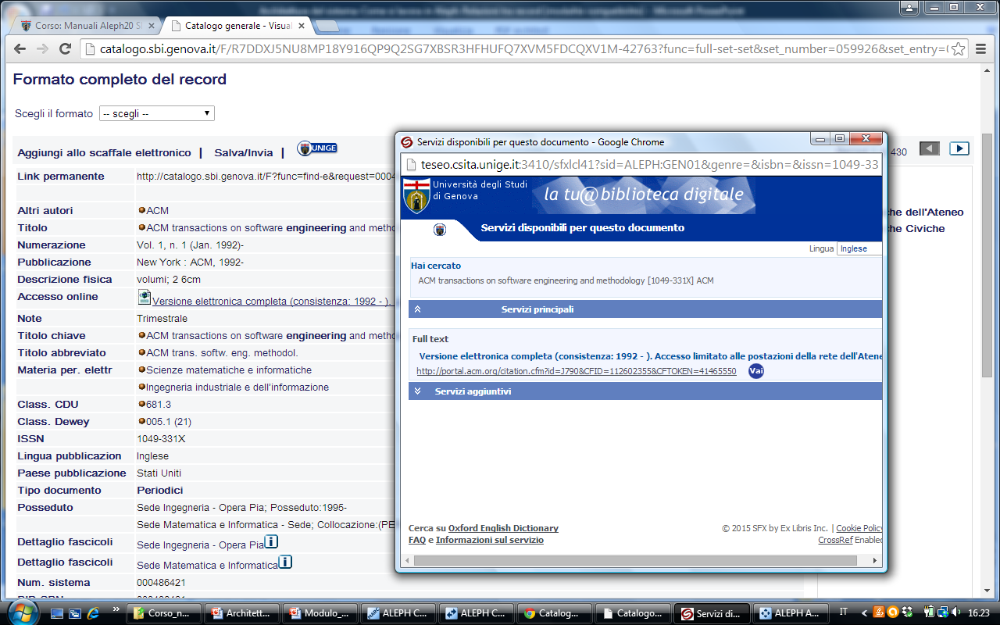 Corso: Manuali Aleph20 SB
Catalogo generale - Visual
catalogo.sbi.genova.it/F/R7DDXJ5NU8MP18Y916QP9Q2SG7XBSR3HFHUFQ7XVM5FDCQXV1M-42763?func=full-set-set&set_number=059926&set_entry=
Formato completo del record
Scegli il formato -- scegli --
Aggiungi allo scaffale elettronico | Salva/Invia | UNIGE
430
Link permanente http://catalogo.sbi.genova.it/F?func=find-e&request=0004
Altri autori ACM
Titolo ACM transactions on software engineering and metho
Numerazione Vol. 1, n. 1 (Jan. 1992)-
Pubblicazione New York : ACM, 1992-
Descrizione fisica volumi; 2 6cm
Accesso online Versione elettronica completa (consistenza: 1992 - ).
Note Trimestrale
Titolo chiave ACM transactions on software engineering and metho
Titolo abbreviato ACM trans. softw. eng. methodol.
Materia per. elettr Scienze matematiche e informatiche
Ingegneria industriale e dell'informazione
Class. CDU 681.3
Class. Dewey 005.1 (21)
ISSN 1049-331X
Lingua pubblicazion Inglese
Paese pubblicazione Stati Uniti
Tipo documento Periodici
Posseduto Sede Ingegneria - Opera Pia; Posseduto:1995-
Sede Matematica e Informatica - Sede; Collocazione:(PE
Dettaglio fascicoli Sede Ingegneria - Opera Pia
Dettaglio fascicoli Sede Matematica e Informatica
Num. sistema 000486421
che dell'Ateneo
che Civiche
Servizi disponibili per questo documento - Google Chrome
teseo.csita.unige.it:3410/sfxlcl41?sid=ALEPH:GEN01&genre=&isbn=&issn=1049-33
Università degli Studi
di Genova
la tu@biblioteca digitale
Servizi disponibili per questo documento
Lingua Inglese
Hai cercato
ACM transactions on software engineering and methodology [1049-331X] ACM
Servizi principali
Full text
Versione elettronica completa (consistenza: 1992 - ). Accesso limitato alle postazioni della rete dell'Atene
http://portal.acm.org/citation.cfm?id=J790&CFID=112602355&CFTOKEN=41465550 Vai
Servizi aggiuntivi
Cerca su Oxford English Dictionary
FAQ e Informazioni sul servizio
© 2015 SFX by Ex Libris Inc. | Cookie Policy
CrossRef Enabled
Corso_n...
Architett...
Modulo_...
ALEPH C...
ALEPH C...
Catalog...
Catalogo...
Servizi di...
ALEPH A...
IT
16.23